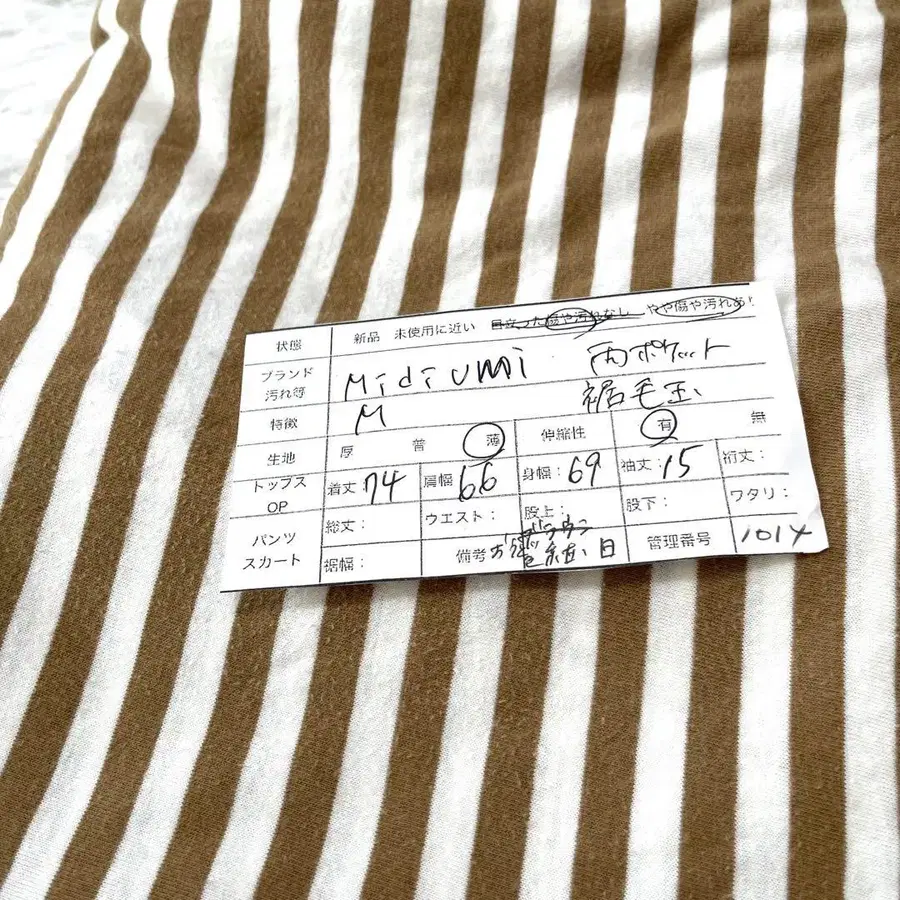 状態 新品 未使用に近い 目立った傷や汚れなし やや傷や汚れあり
ブランド Midiumi 両ポケット
汚れ等 裾毛玉
特徴 M
生地 厚 普 薄 伸縮性 有 無
トップス OP 着丈:74 肩幅:66 身幅:69 袖丈:15 裄丈:
パンツ スカート 総丈: ウエスト: 股上: 股下: ワタリ:
裾幅: 備考 管理番号 1014